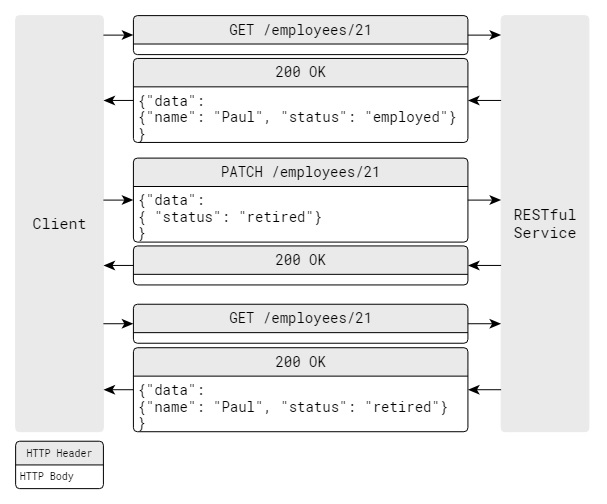 GET /employees/21
200 OK
{"data":
{"name": "Paul", "status": "employed"}
}
PATCH /employees/21
{"data":
{ "status": "retired"}
}
200 OK
GET /employees/21
200 OK
{"data":
{"name": "Paul", "status": "retired"}
}
Client
RESTful
Service
HTTP Header
HTTP Body